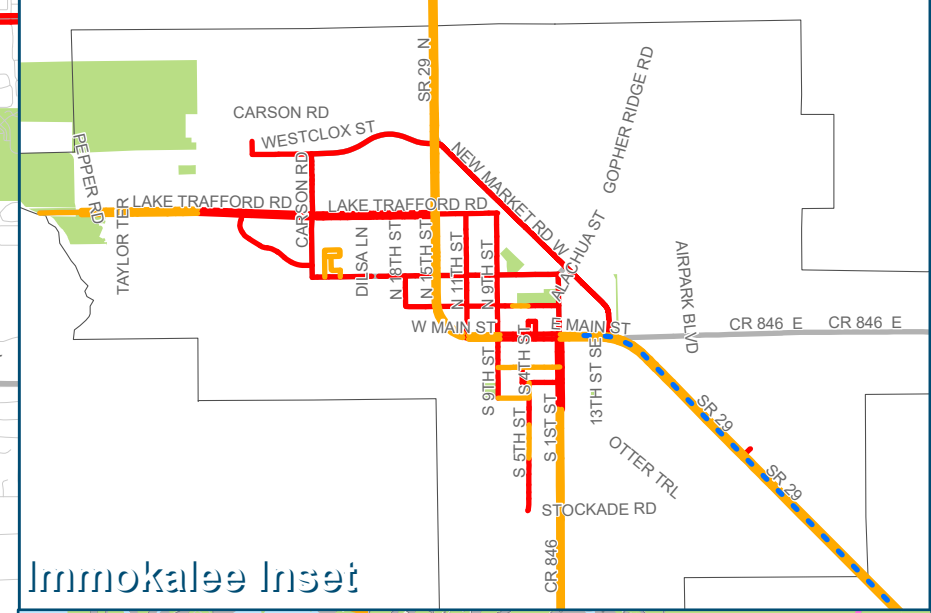 SR 29 N
GOPHER RIDGE RD
CARSON RD
WESTCLOX ST
PEPPER RD
NEW MARKET RD W
CARSON RD
LAKE TRAFFORD RD
LAKE TRAFFORD RD
TAYLOR TER
DILSA LN
N 18TH ST
N 15TH ST
N 11TH ST
N 9TH ST
ALACHUA ST
AIRPARK BLVD
W MAIN ST
E MAIN ST
CR 846 E
CR 846 E
S 9TH ST
S 4TH ST
13TH ST SE
SR 29
S 5TH ST
S 1ST ST
OTTER TRL
SR 29
STOCKADE RD
CR 846
Immokalee Inset